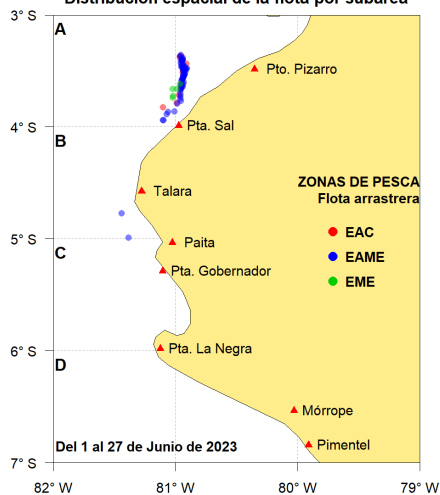 Distribución espacial de la flota por subárea
3° S
A
Pto. Pizarro
4° S
Pta. Sal
B
ZONAS DE PESCA
Flota arrastrera
Talara
EAC
5° S
Paita
C
EAME
Pta. Gobernador
EME
6° S
Pta. La Negra
D
Mórrope
Del 1 al 27 de Junio de 2023
Pimentel
7° S
82° W
81° W
80° W
79° W